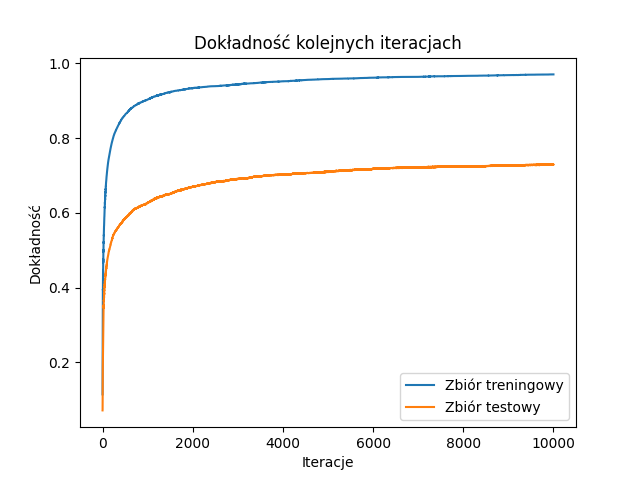 Dokładność kolejnych iteracjach
1.0
0.8
0.6
0.4
0.2
Dokładność
0 2000 4000 6000 8000 10000
Iteracje
Zbiór treningowy
Zbiór testowy